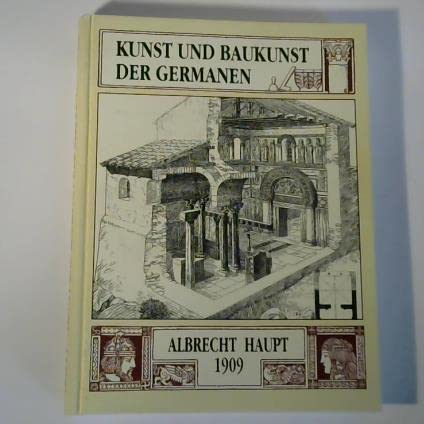 KUNST UND BAUKUNST
DER GERMANEN
ALBRECHT HAUPT
1909